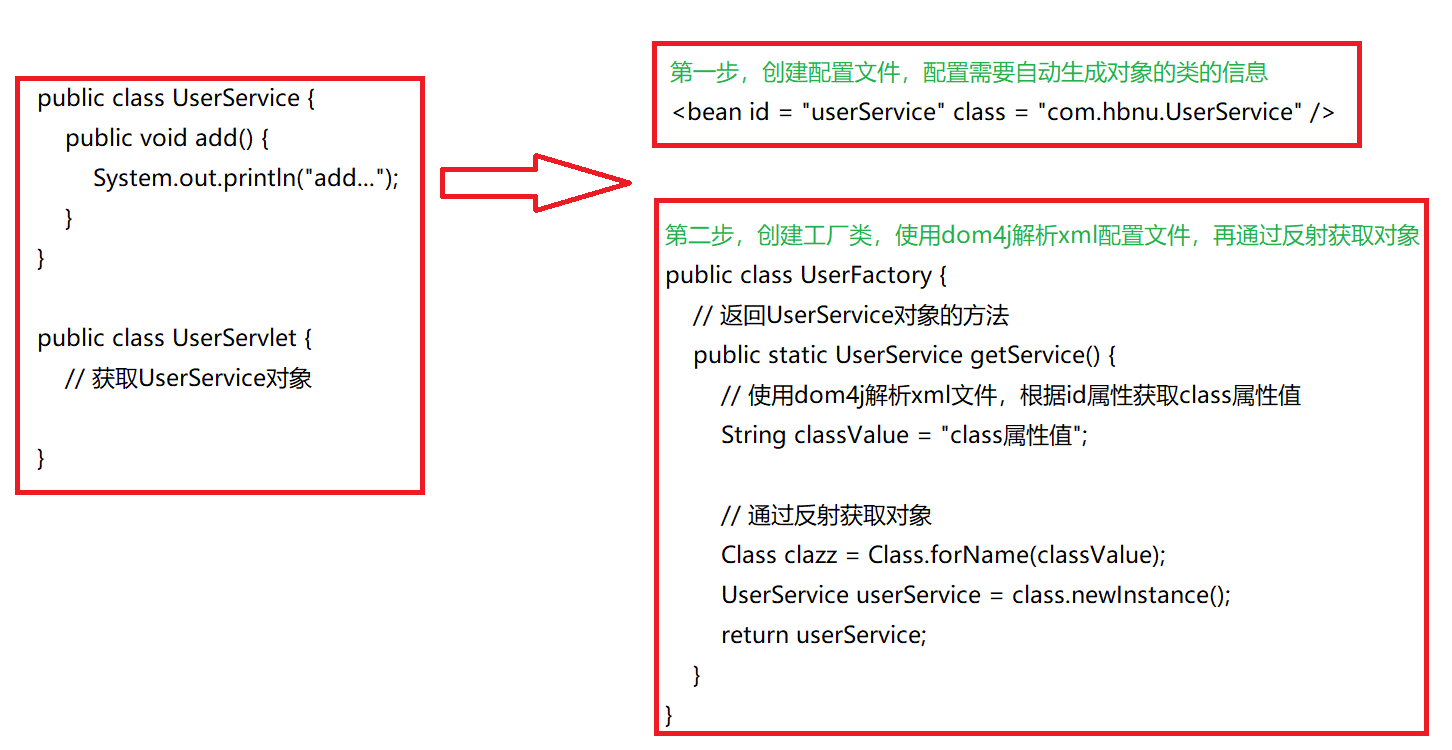 public class UserService {
public void add() {
System.out.println("add...");
}
}
public class UserServlet {
// 获取UserService对象
}
第一步，创建配置文件，配置需要自动生成对象的类的信息
<bean id = "userService" class = "com.hbnu.UserService" />
第二步，创建工厂类，使用dom4j解析xml配置文件，再通过反射获取对象
public class UserFactory {
// 返回UserService对象的方法
public static UserService getService() {
// 使用dom4j解析xml文件，根据id属性获取class属性值
String classValue = "class属性值";
// 通过反射获取对象
Class clazz = Class.forName(classValue);
UserService userService = class.newInstance();
return userService;
}
}